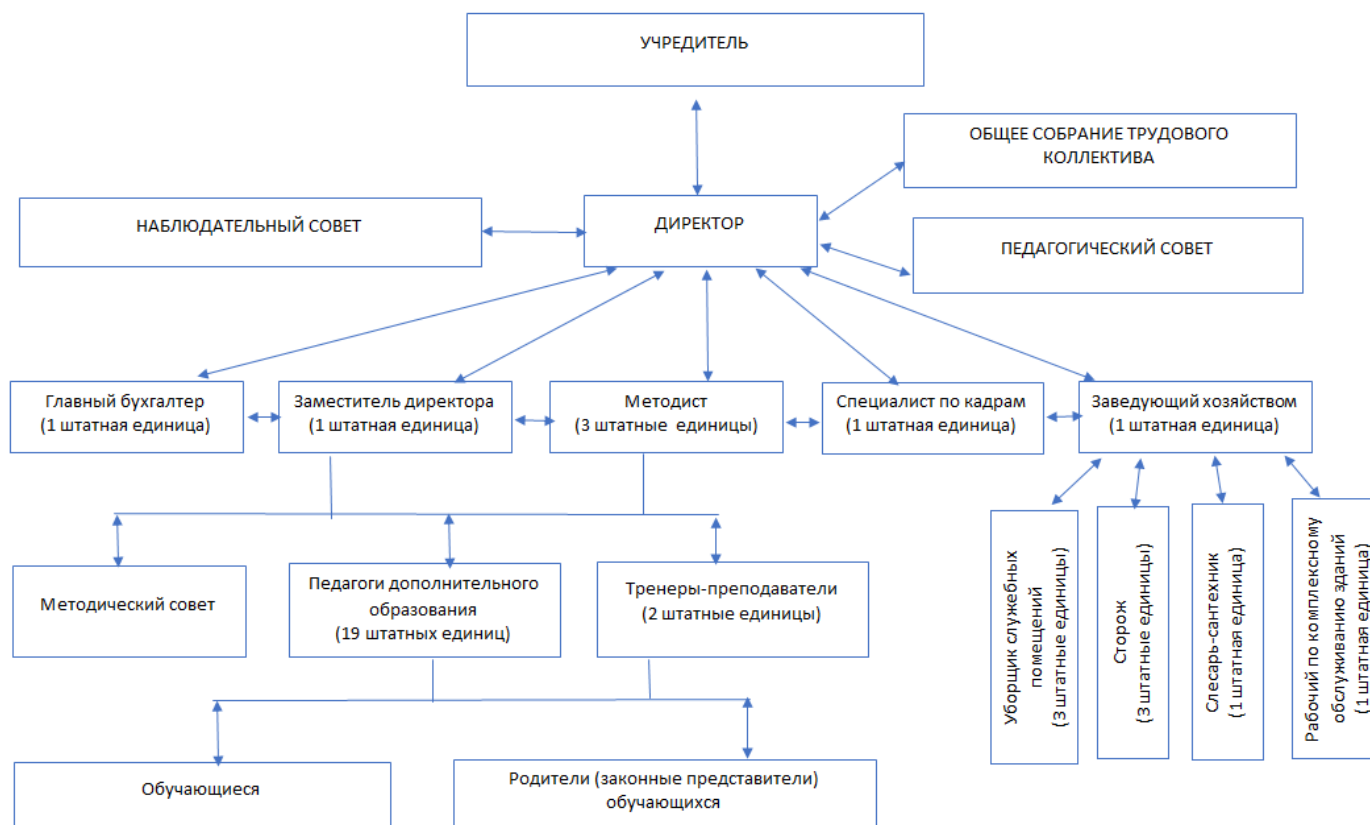 УЧРЕДИТЕЛЬ
ОБЩЕЕ СОБРАНИЕ ТРУДОВОГО
КОЛЛЕКТИВА
НАБЛЮДАТЕЛЬНЫЙ СОВЕТ
ДИРЕКТОР
ПЕДАГОГИЧЕСКИЙ СОВЕТ
Главный бухгалтер
(1 штатная единица)
Заместитель директора
(1 штатная единица)
Методист
(3 штатные единицы)
Специалист по кадрам
(1 штатная единица)
Заведующий хозяйством
(1 штатная единица)
Методический совет
Педагоги дополнительного
образования
(19 штатных единиц)
Тренеры-преподаватели
(2 штатные единицы)
Уборщик служебных
помещений
(3 штатные единицы)
Сторож
(3 штатные единицы)
Слесарь-сантехник
(1 штатная единица)
Рабочий по комплексному
обслуживанию зданий
(1 штатная единица)
Обучающиеся
Родители (законные представители)
обучающихся